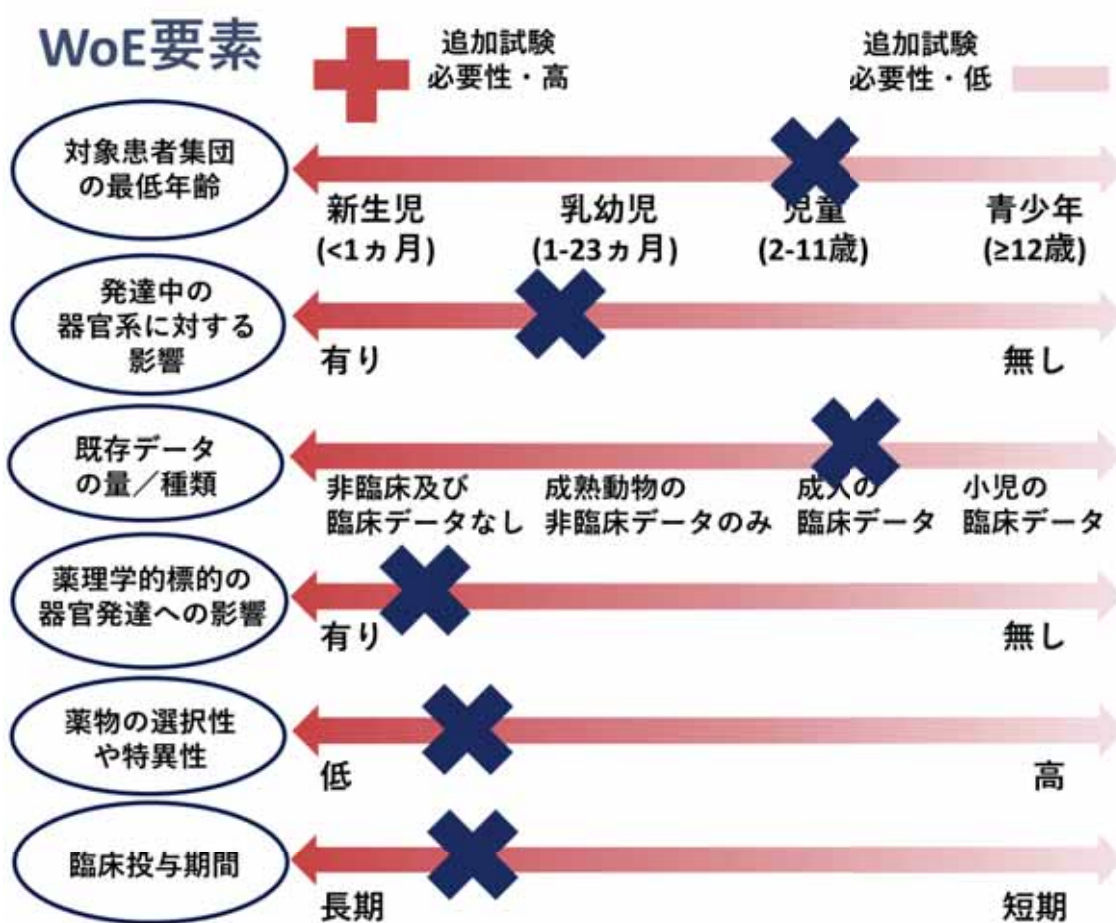 WoE要素
追加試験
必要性・高
追加試験
必要性・低
対象患者集団
の最低年齢
新生児
(<1ヵ月)
乳幼児
(1-23ヵ月)
児童
(2-11歳)
青少年
(≥12歳)
発達中の
器官系に対する
影響
有り
無し
既存データ
の量／種類
非臨床及び
臨床データなし
成熟動物の
非臨床データのみ
成人の
臨床データ
小児の
臨床データ
薬理学的標的の
器官発達への影響
有り
無し
薬物の選択性
や特異性
低
高
臨床投与期間
長期
短期